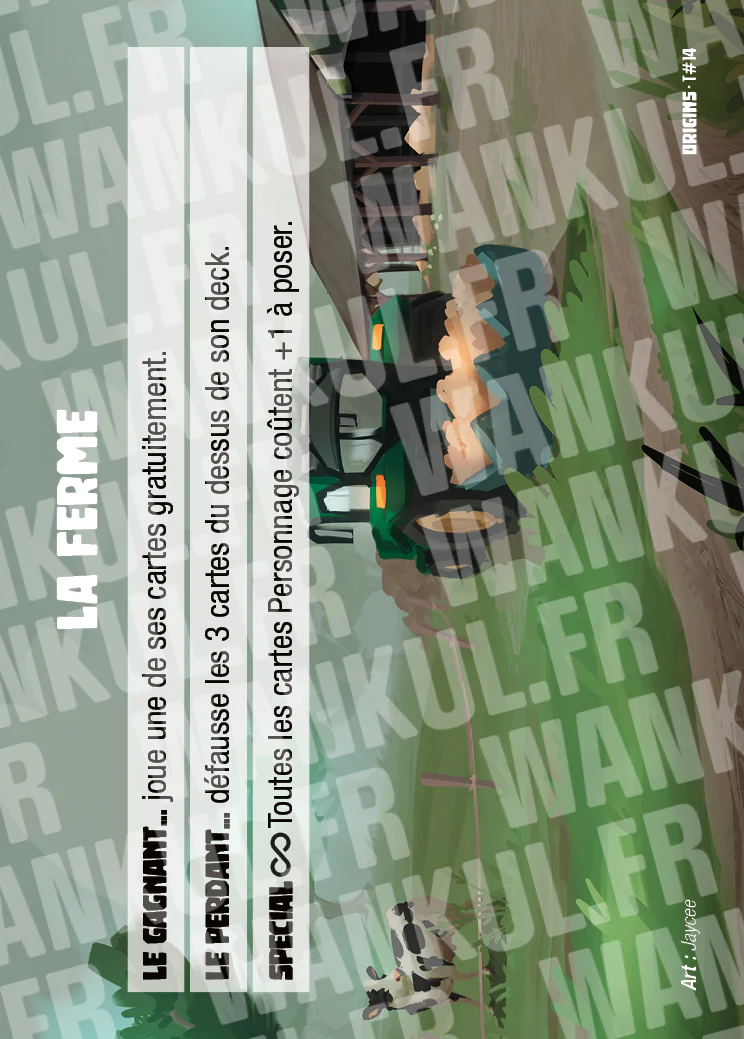 LA FERME
LE GAGNANT... joue une de ses cartes gratuitement.
LE PERDANT... défausse les 3 cartes du dessus de son deck.
SPECIAL ∞ Toutes les cartes Personnage coûtent +1 à poser.
Art : Jaycee
ORIGINS · T#14
WANKUL.FR